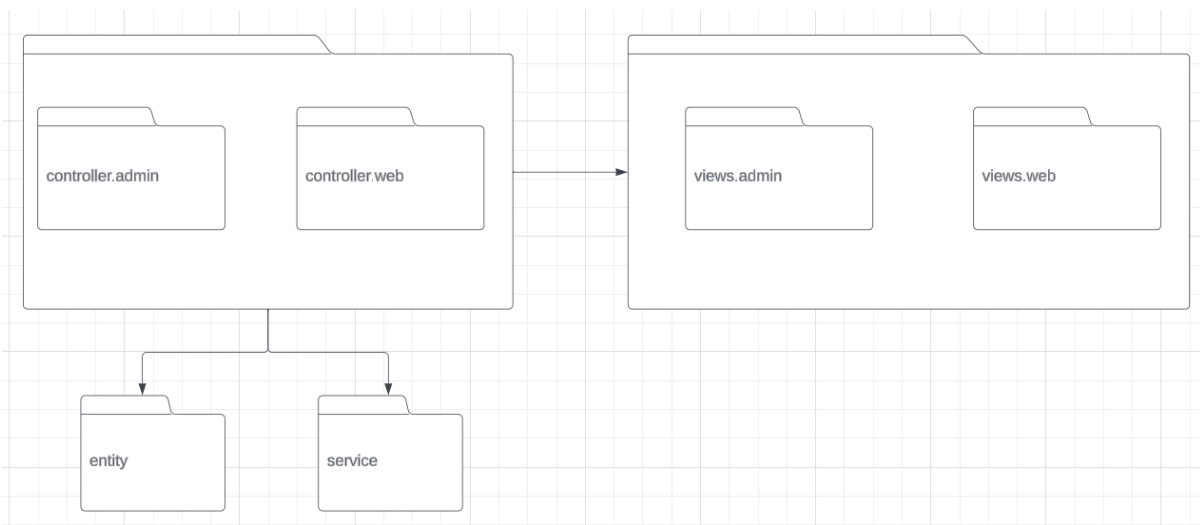 controller.admin
controller.web
views.admin
views.web
entity
service